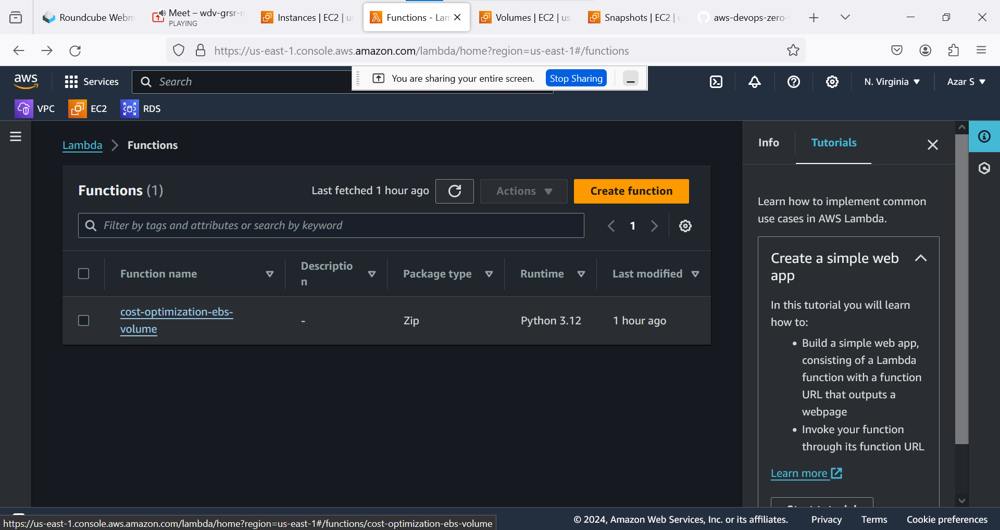 Roundcube Webm
Meet – wdv-grsr-m
PLAYING
Instances | EC2 | us
Functions - Lam
Volumes | EC2 | us
Snapshots | EC2 | u
aws-devops-zero-t
https://us-east-1.console.aws.amazon.com/lambda/home?region=us-east-1#/functions
aws
Services
Search
You are sharing your entire screen.
Stop Sharing
N. Virginia
Azar S
VPC
EC2
RDS
Lambda
Functions
Info
Tutorials
Functions (1)
Last fetched 1 hour ago
Actions
Create function
Filter by tags and attributes or search by keyword
1
Function name
Descriptio
n
Package type
Runtime
Last modified
cost-optimization-ebs-
volume
-
Zip
Python 3.12
1 hour ago
Learn how to implement common
use cases in AWS Lambda.
Create a simple web
app
In this tutorial you will learn
how to:
• Build a simple web app,
consisting of a Lambda
function with a function
URL that outputs a
webpage
• Invoke your function
through its function URL
Learn more
https://us-east-1.console.aws.amazon.com/lambda/home?region=us-east-1#/functions/cost-optimization-ebs-volume
© 2024, Amazon Web Services, Inc. or its affiliates.
Privacy
Terms
Cookie preferences